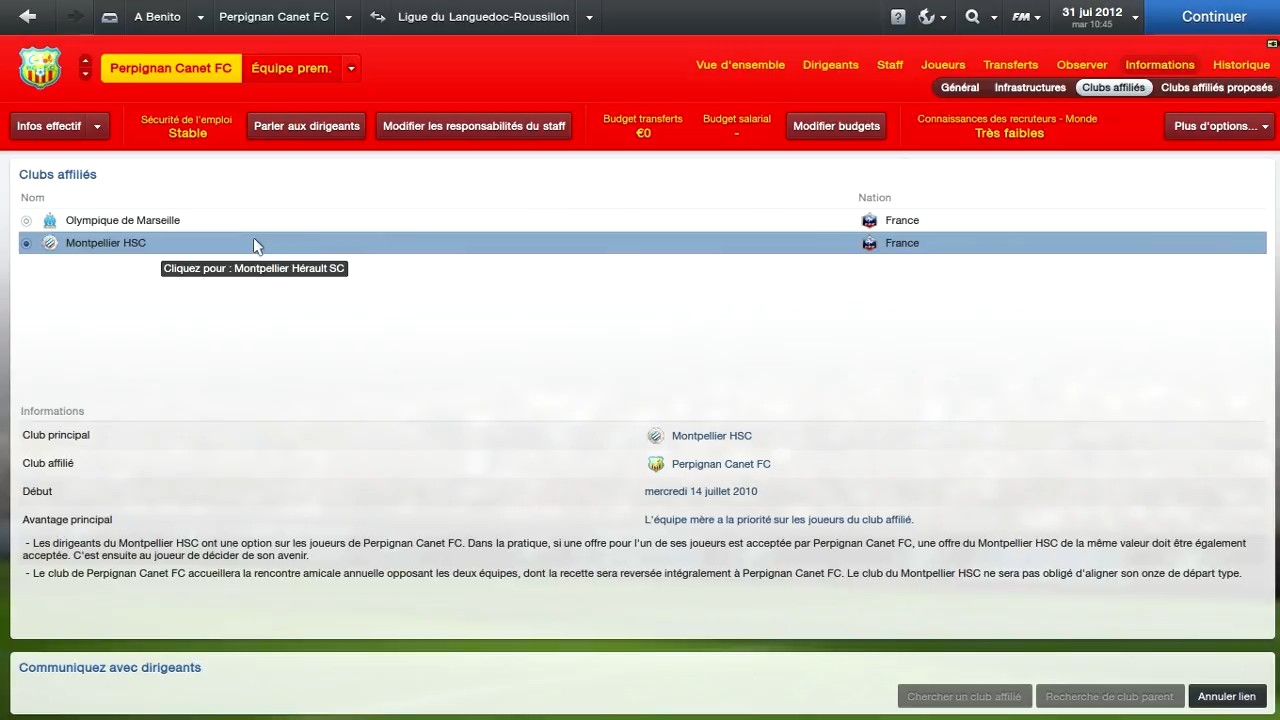 A Benito
Perpignan Canet FC
Ligue du Languedoc-Roussillon
?
FM
31 jui 2012
mar 10:45
Continuer
Perpignan Canet FC
Équipe prem.
Vue d'ensemble
Dirigeants
Staff
Joueurs
Transferts
Observer
Informations
Historique
Général
Infrastructures
Clubs affiliés
Clubs affiliés proposés
Infos effectif
Sécurité de l'emploi
Stable
Parler aux dirigeants
Modifier les responsabilités du staff
Budget transferts
€0
Budget salarial
-
Modifier budgets
Connaissances des recruteurs - Monde
Très faibles
Plus d'options...
Clubs affiliés
Nom
Nation
Olympique de Marseille
France
Montpellier HSC
France
Cliquez pour : Montpellier Hérault SC
Informations
Club principal
Montpellier HSC
Club affilié
Perpignan Canet FC
Début
mercredi 14 juillet 2010
Avantage principal
L'équipe mère a la priorité sur les joueurs du club affilié.
- Les dirigeants du Montpellier HSC ont une option sur les joueurs de Perpignan Canet FC. Dans la pratique, si une offre pour l'un de ses joueurs est acceptée par Perpignan Canet FC, une offre du Montpellier HSC de la même valeur doit être également
acceptée. C'est ensuite au joueur de décider de son avenir.
- Le club de Perpignan Canet FC accueillera la rencontre amicale annuelle opposant les deux équipes, dont la recette sera reversée intégralement à Perpignan Canet FC. Le club du Montpellier HSC ne sera pas obligé d'aligner son onze de départ type.
Communiquez avec dirigeants
Chercher un club affilié
Recherche de club parent
Annuler lien